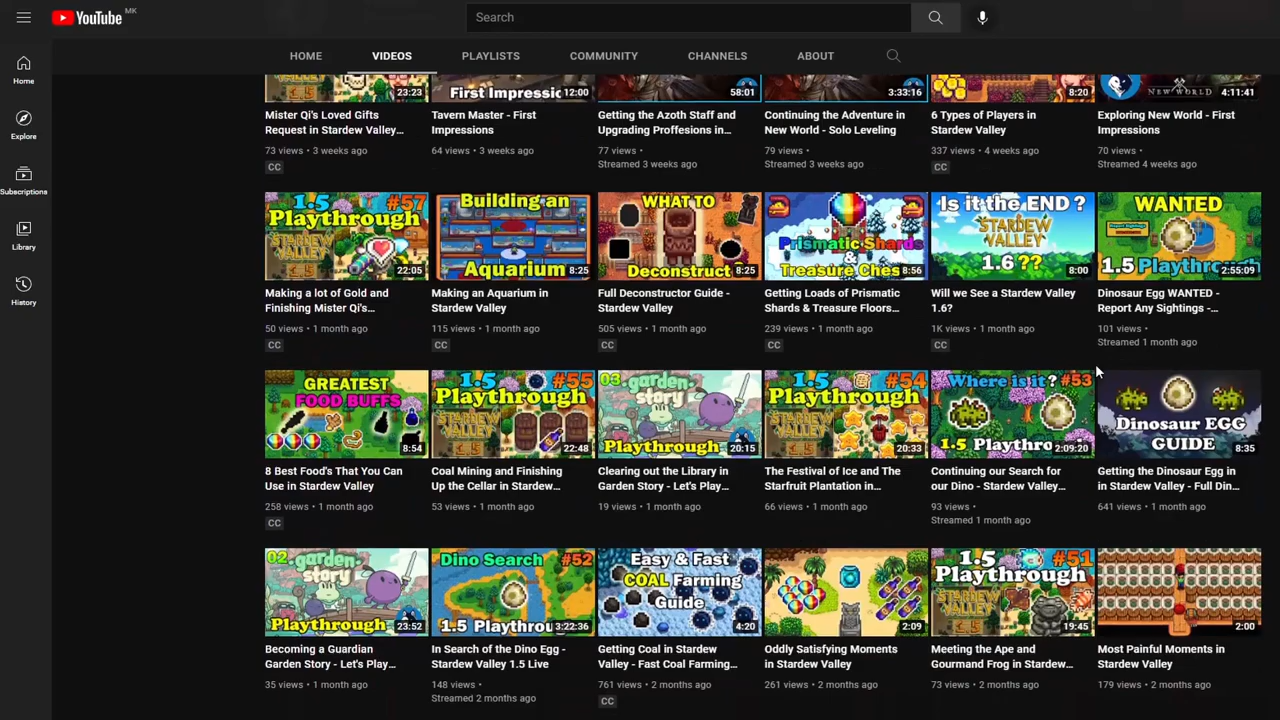 YouTube MK
Search
HOME VIDEOS PLAYLISTS COMMUNITY CHANNELS ABOUT
Home
Explore
Subscriptions
Library
History
23:23
First Impressio 12:00
58:01
3:33:16
8:20
NEW WORLD 4:11:41
Mister Qi's Loved Gifts
Request in Stardew Valley...
73 views • 3 weeks ago
CC
Tavern Master - First
Impressions
64 views • 3 weeks ago
Getting the Azoth Staff and
Upgrading Proffesions in...
77 views •
Streamed 3 weeks ago
Continuing the Adventure in
New World - Solo Leveling
79 views •
Streamed 3 weeks ago
6 Types of Players in
Stardew Valley
337 views • 4 weeks ago
CC
Exploring New World - First
Impressions
70 views •
Streamed 4 weeks ago
1.5 #57
Playthrough
STARDEW VALLEY
22:05
Making a lot of Gold and
Finishing Mister Qi's...
50 views • 1 month ago
CC
Building an
Aquarium 8:25
Making an Aquarium in
Stardew Valley
115 views • 1 month ago
CC
WHAT TO
Deconstruct 8:25
Full Deconstructor Guide -
Stardew Valley
505 views • 1 month ago
CC
Prismatic Shards
&
Treasure Ches 8:56
Getting Loads of Prismatic
Shards & Treasure Floors...
239 views • 1 month ago
CC
Is it the END ?
STARDEW VALLEY
1.6?? 8:00
Will we See a Stardew Valley
1.6?
1K views • 1 month ago
CC
WANTED
Report Sightings
1.5 Playthrough 2:55:09
Dinosaur Egg WANTED -
Report Any Sightings -...
101 views •
Streamed 1 month ago
GREATEST
FOOD BUFFS
8:54
8 Best Food's That You Can
Use in Stardew Valley
258 views • 1 month ago
CC
1.5 #55
Playthrough
STARDEW VALLEY
22:48
Coal Mining and Finishing
Up the Cellar in Stardew...
53 views • 1 month ago
03 garden
story
Playthrough 20:15
Clearing out the Library in
Garden Story - Let's Play...
19 views • 1 month ago
1.5 #54
Playthrough
STARDEW VALLEY
20:33
The Festival of Ice and The
Starfruit Plantation in...
66 views • 1 month ago
Where is it? #53
1.5 Playthro 2:09:20
Continuing our Search for
our Dino - Stardew Valley...
93 views •
Streamed 1 month ago
Dinosaur EGG
GUIDE 8:35
Getting the Dinosaur Egg in
Stardew Valley - Full Din...
641 views • 1 month ago
02 garden
story
Playthrough 23:52
Becoming a Guardian
Garden Story - Let's Play...
35 views • 1 month ago
Dino Search #52
1.5 Playthrou 3:22:36
In Search of the Dino Egg -
Stardew Valley 1.5 Live
148 views •
Streamed 2 months ago
Easy & Fast
COAL Farming
Guide 4:20
Getting Coal in Stardew
Valley - Fast Coal Farming...
761 views • 2 months ago
CC
2:09
Oddly Satisfying Moments
in Stardew Valley
261 views • 2 months ago
1.5 #51
Playthrough
STARDEW VALLEY
19:45
Meeting the Ape and
Gourmand Frog in Stardew...
73 views • 2 months ago
2:00
Most Painful Moments in
Stardew Valley
179 views • 2 months ago